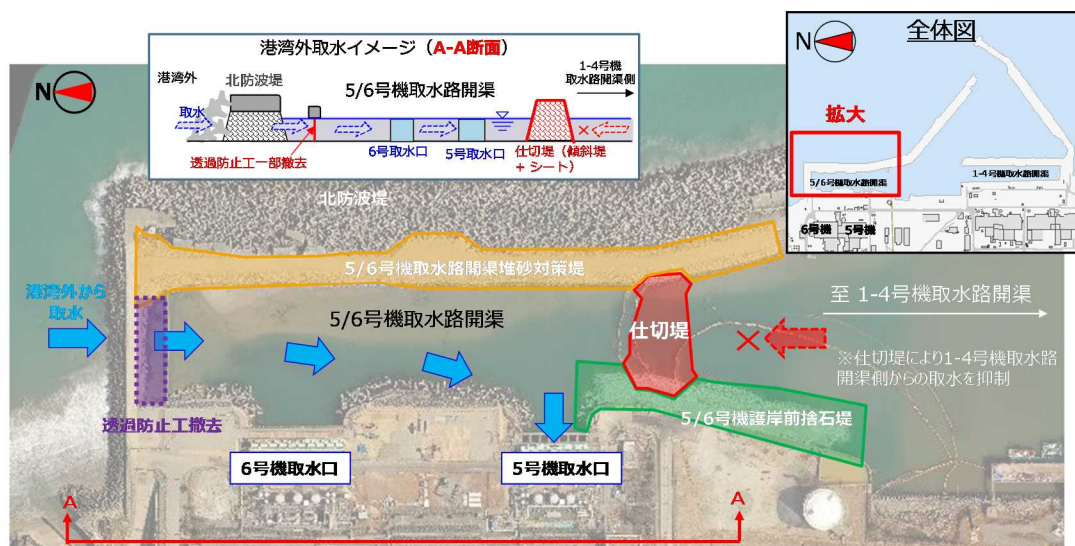 港湾外取水イメージ（A-A断面）
港湾外
北防波堤
5/6号機取水路開渠
1-4号機
取水路開渠側
取水
透過防止工一部撤去
6号取水口
5号取水口
仕切堤（傾斜堤
+ シート）
N
全体図
N
拡大
5/6号機取水路開渠
1-4号機取水路開渠
6号機
5号機
N
北防波堤
5/6号機取水路開渠堆砂対策堤
港湾外から
取水
5/6号機取水路開渠
仕切堤
至 1-4号機取水路開渠
※仕切堤により1-4号機取水路
開渠側からの取水を抑制
透過防止工撤去
5/6号機護岸前捨石堤
6号機取水口
5号機取水口
A
A